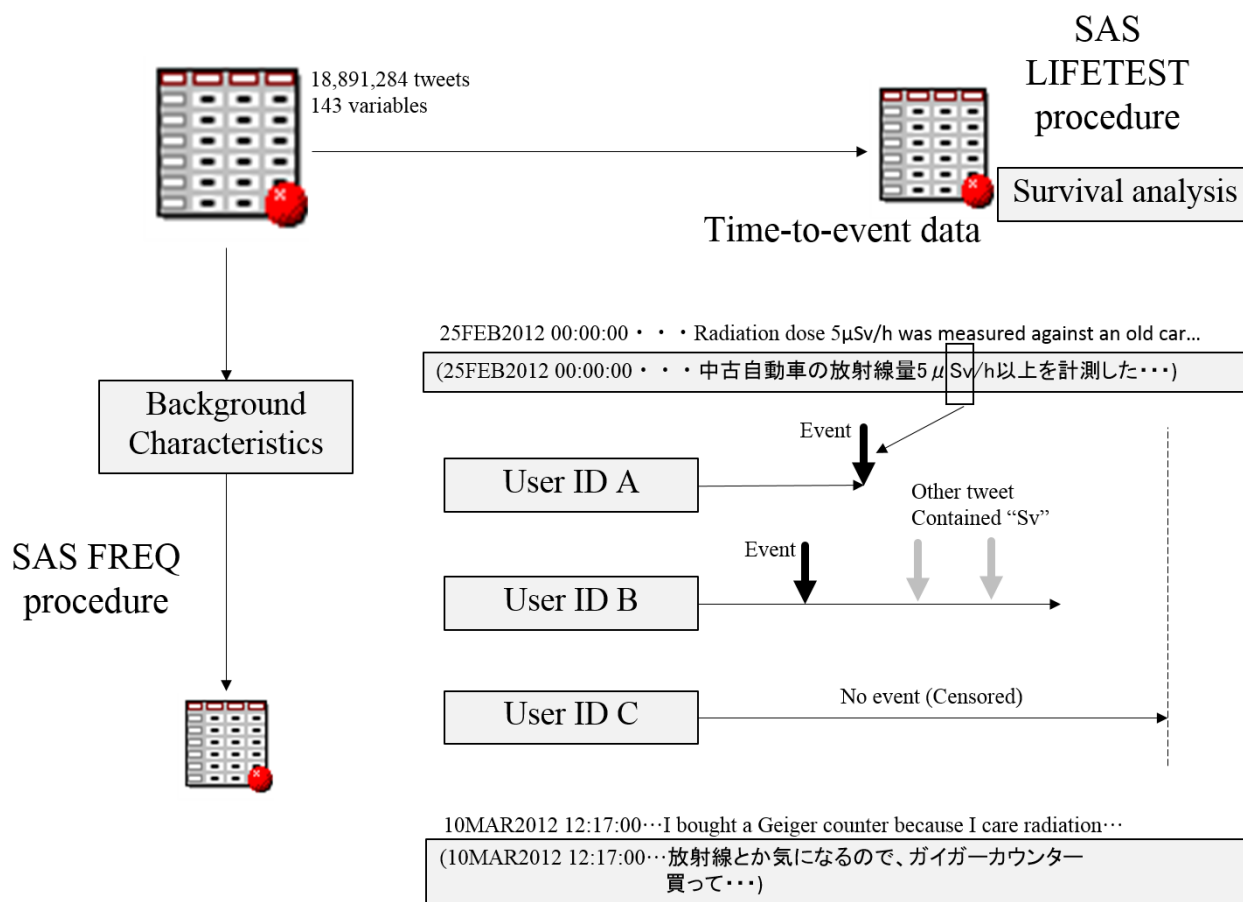 18,891,284 tweets
143 variables
SAS
LIFETEST
procedure
Survival analysis
Time-to-event data
25FEB2012 00:00:00・・・Radiation dose 5μSv/h was measured against an old car...
(25FEB2012 00:00:00・・・中古自動車の放射線量5μSv/h以上を計測した・・・)
Background
Characteristics
Event
User ID A
Other tweet
Contained “Sv”
SAS FREQ
procedure
Event
User ID B
User ID C
No event (Censored)
10MAR2012 12:17:00…I bought a Geiger counter because I care radiation…
(10MAR2012 12:17:00…放射線とか気になるので、ガイガーカウンター
買って・・・)